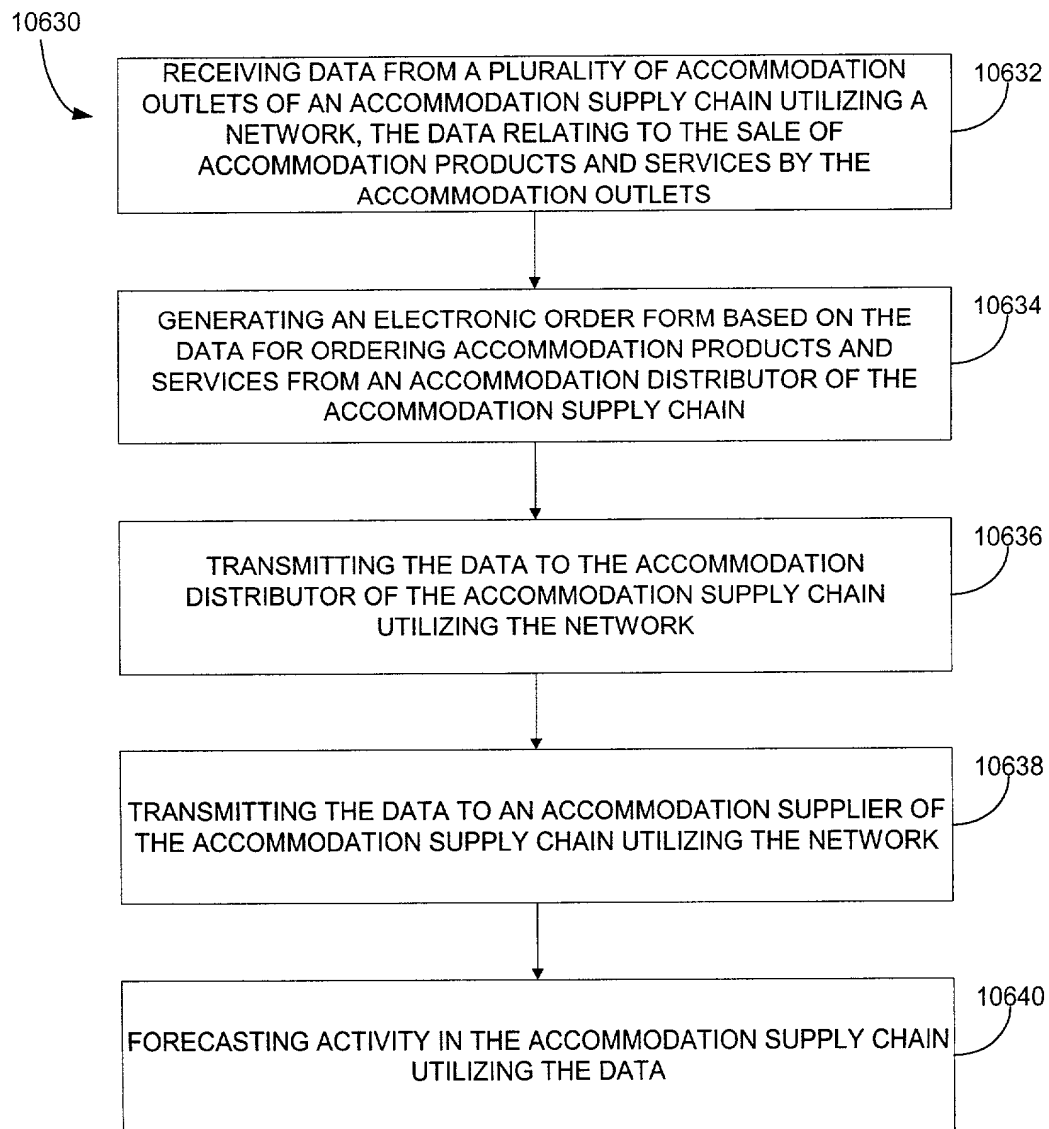 10630
RECEIVING DATA FROM A PLURALITY OF ACCOMMODATION
OUTLETS OF AN ACCOMMODATION SUPPLY CHAIN UTILIZING A
NETWORK, THE DATA RELATING TO THE SALE OF
ACCOMMODATION PRODUCTS AND SERVICES BY THE
ACCOMMODATION OUTLETS
10632
GENERATING AN ELECTRONIC ORDER FORM BASED ON THE
DATA FOR ORDERING ACCOMMODATION PRODUCTS AND
SERVICES FROM AN ACCOMMODATION DISTRIBUTOR OF THE
ACCOMMODATION SUPPLY CHAIN
10634
TRANSMITTING THE DATA TO THE ACCOMMODATION
DISTRIBUTOR OF THE ACCOMMODATION SUPPLY CHAIN
UTILIZING THE NETWORK
10636
TRANSMITTING THE DATA TO AN ACCOMMODATION SUPPLIER OF
THE ACCOMMODATION SUPPLY CHAIN UTILIZING THE NETWORK
10638
FORECASTING ACTIVITY IN THE ACCOMMODATION SUPPLY CHAIN
UTILIZING THE DATA
10640